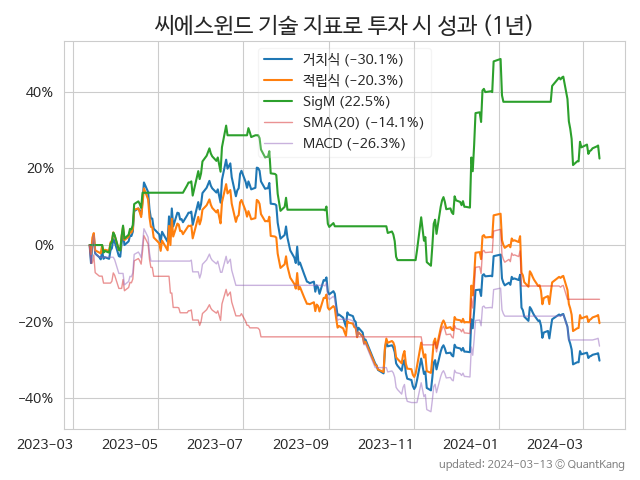 씨에스윈드 기술 지표로 투자 시 성과 (1년)
거치식 (−30.1%)
적립식 (−20.3%)
SigM (22.5%)
SMA(20) (−14.1%)
MACD (−26.3%)
40%
20%
0%
−20%
−40%
2023-03 2023-05 2023-07 2023-09 2023-11 2024-01 2024-03
updated: 2024-03-13 ⓒ QuantKang